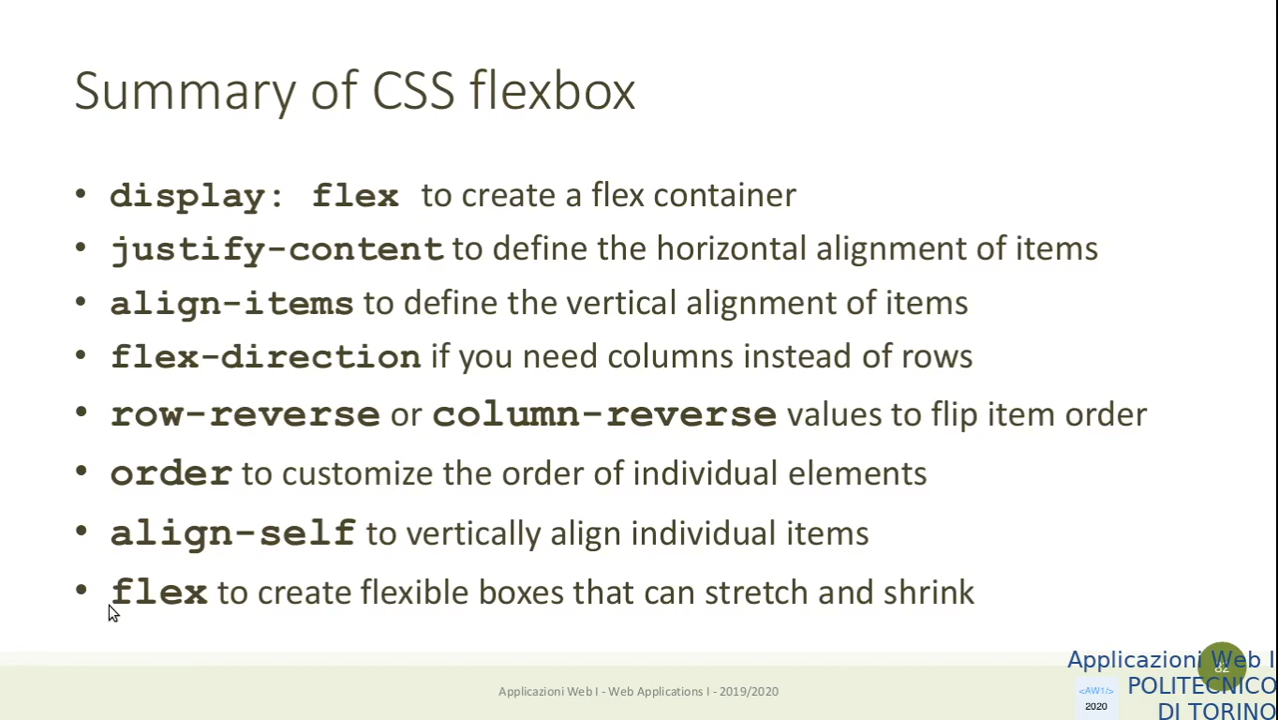 Summary of CSS flexbox
• display: flex to create a flex container
• justify-content to define the horizontal alignment of items
• align-items to define the vertical alignment of items
• flex-direction if you need columns instead of rows
• row-reverse or column-reverse values to flip item order
• order to customize the order of individual elements
• align-self to vertically align individual items
• flex to create flexible boxes that can stretch and shrink
Applicazioni Web I - Web Applications I - 2019/2020
82
Applicazioni Web I
<AW1/>
2020
POLITECNICO
DI TORINO